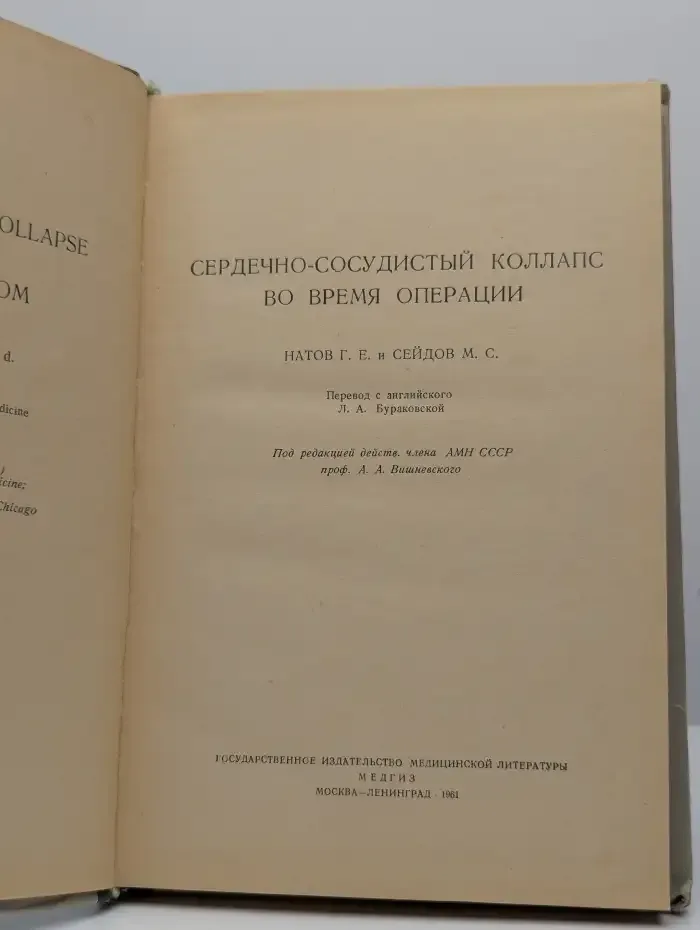 OLLAPSE
OM
d.
dicine
)
icine;
Chicago
СЕРДЕЧНО-СОСУДИСТЫЙ КОЛЛАПС
ВО ВРЕМЯ ОПЕРАЦИИ
НАТОВ Г. Е. и СЕЙДОВ М. С.
Перевод с английского
Л. А. Бураковской
Под редакцией действ. члена АМН СССР
проф. А. А. Вишневского
ГОСУДАРСТВЕННОЕ ИЗДАТЕЛЬСТВО МЕДИЦИНСКОЙ ЛИТЕРАТУРЫ
МЕДГИЗ
МОСКВА—ЛЕНИНГРАД · 1961